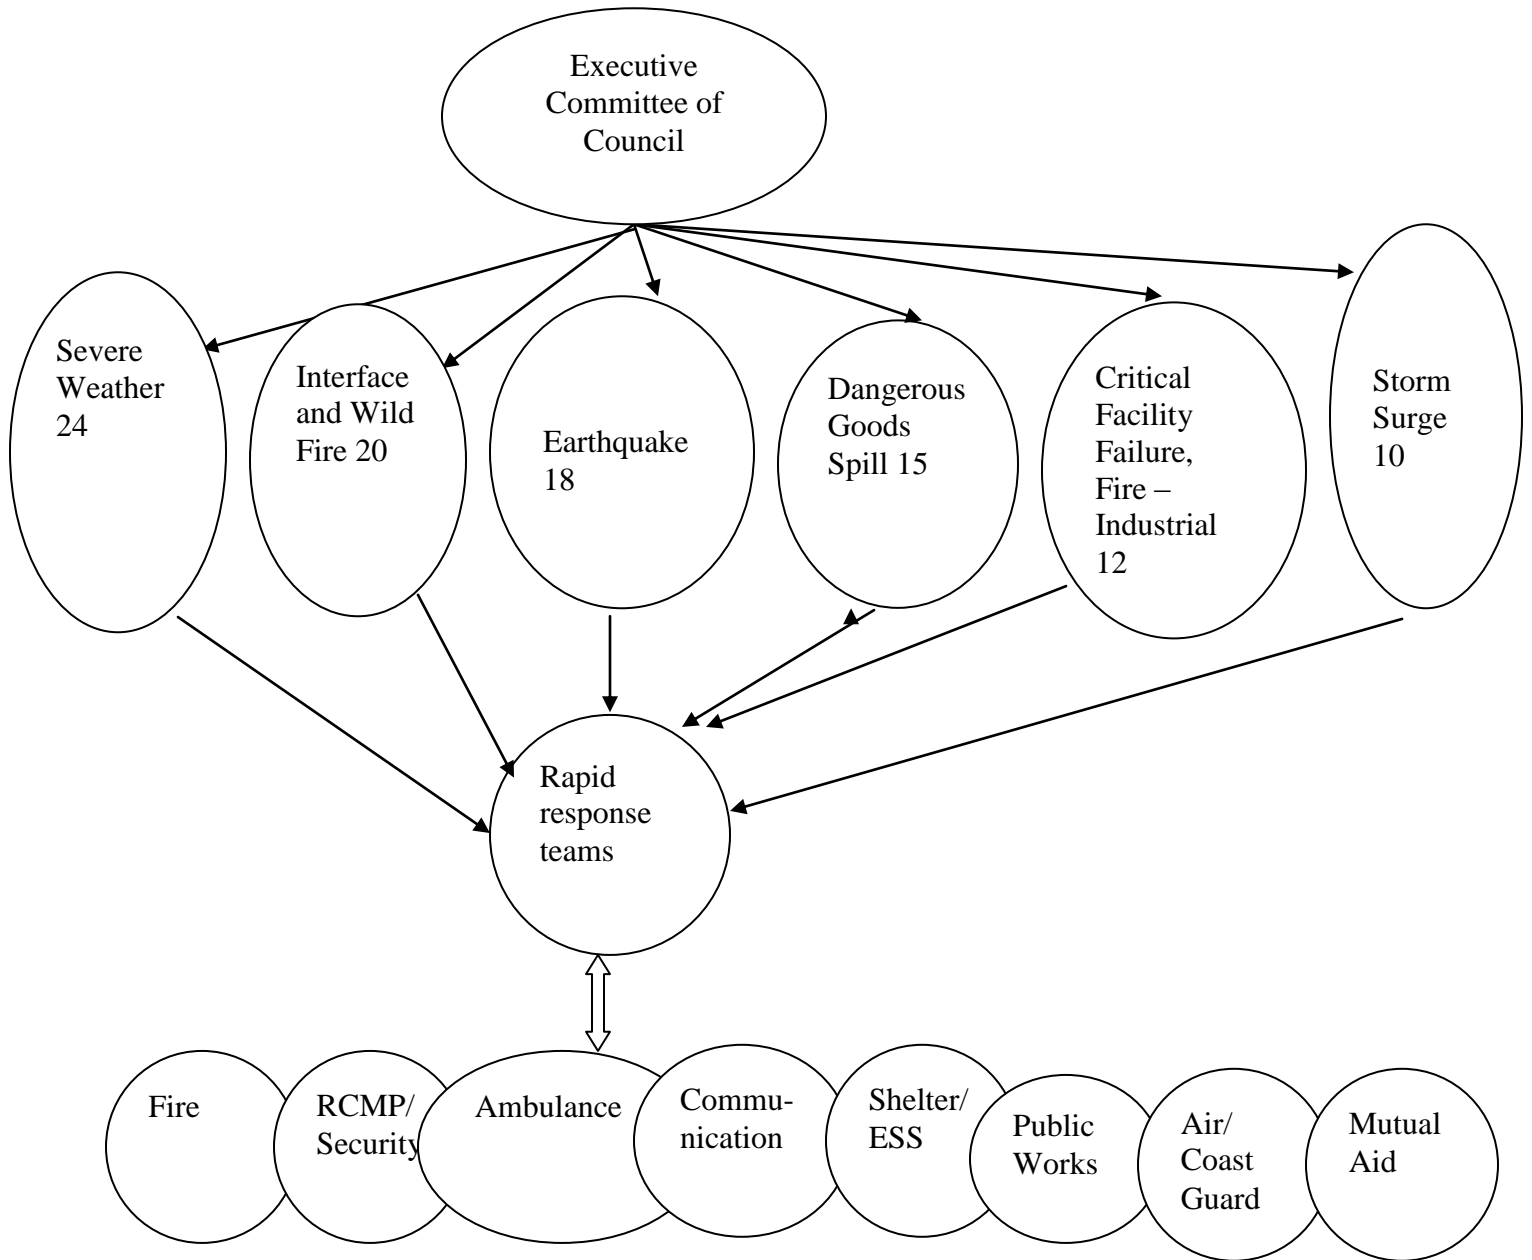 Executive
Committee of
Council
Severe
Weather
24
Interface
and Wild
Fire 20
Earthquake
18
Dangerous
Goods
Spill 15
Critical
Facility
Failure,
Fire –
Industrial
12
Storm
Surge
10
Rapid
response
teams
Fire
RCMP/
Security
Ambulance
Commu-
nication
Shelter/
ESS
Public
Works
Air/
Coast
Guard
Mutual
Aid